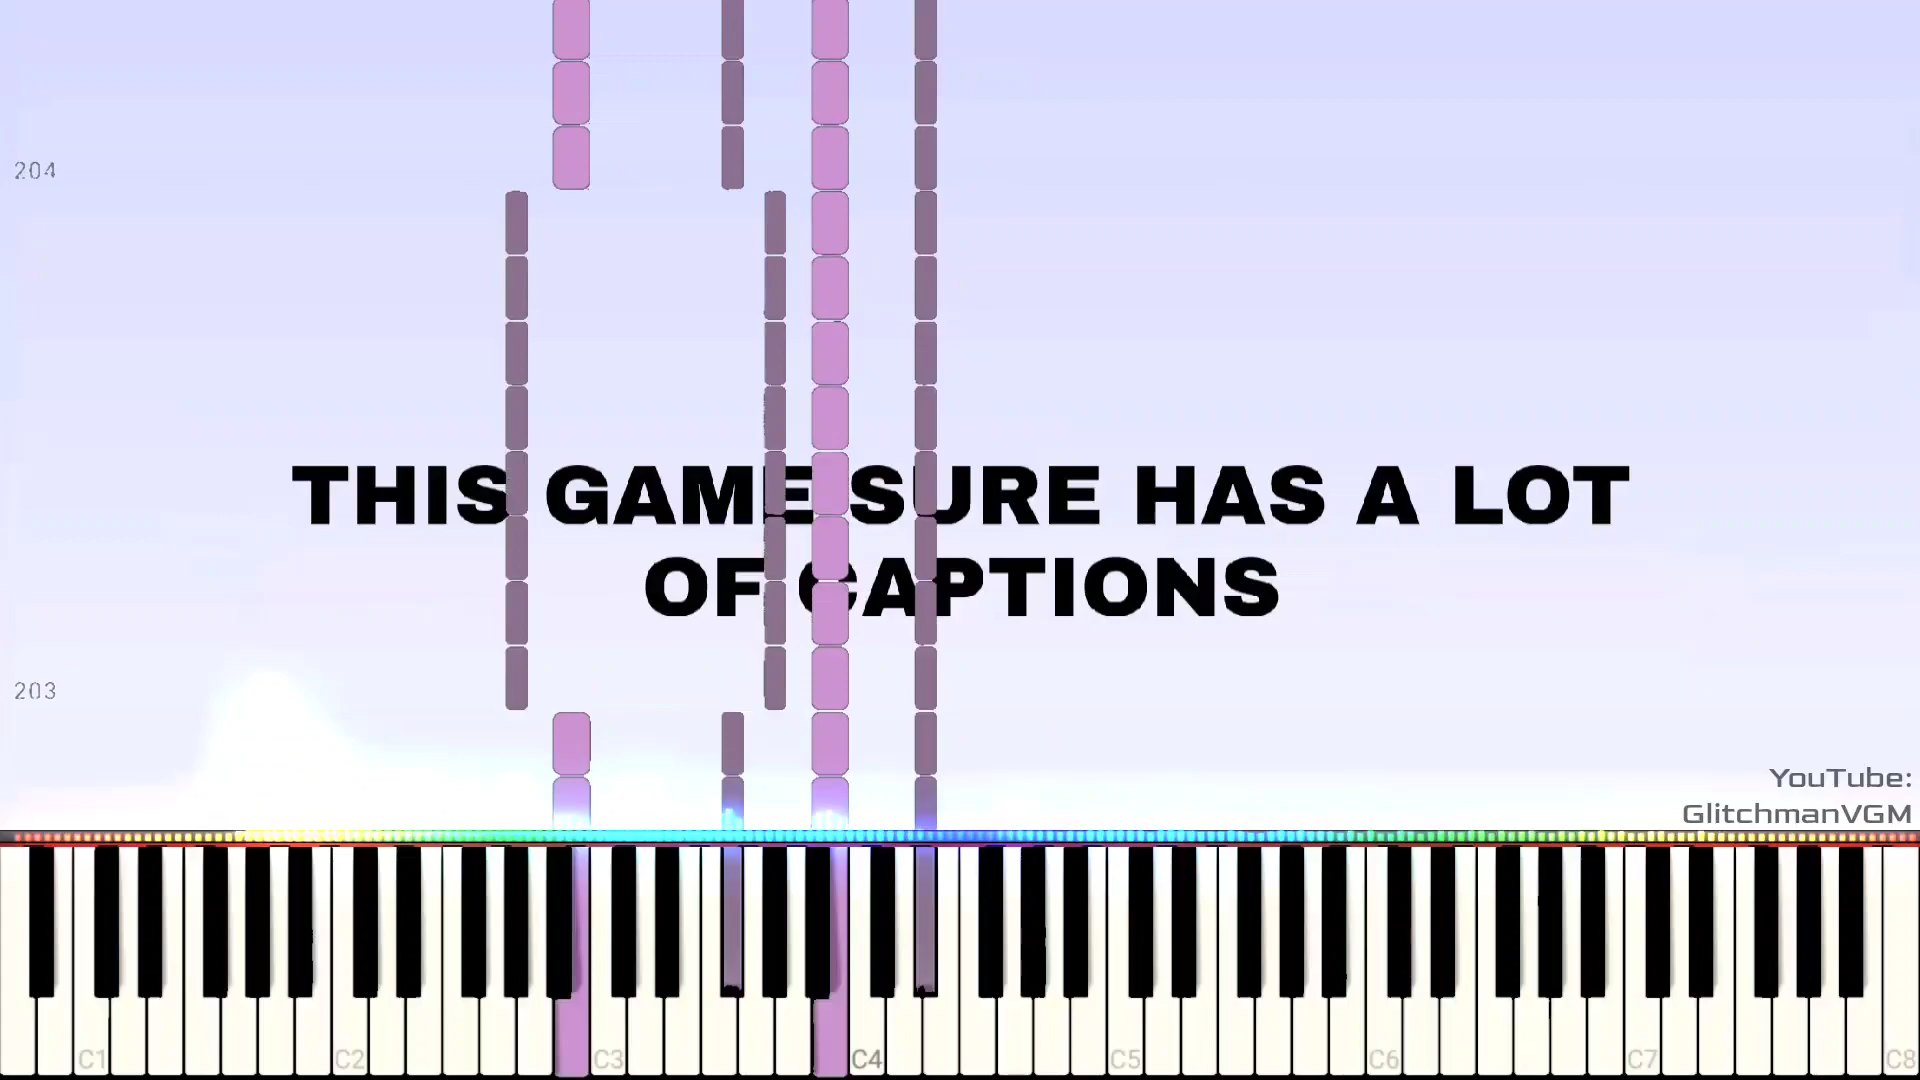 204
THIS GAME SURE HAS A LOT
OF CAPTIONS
203
YouTube:
GlitchmanVGM
C1 C2 C3 C4 C5 C6 C7 C8